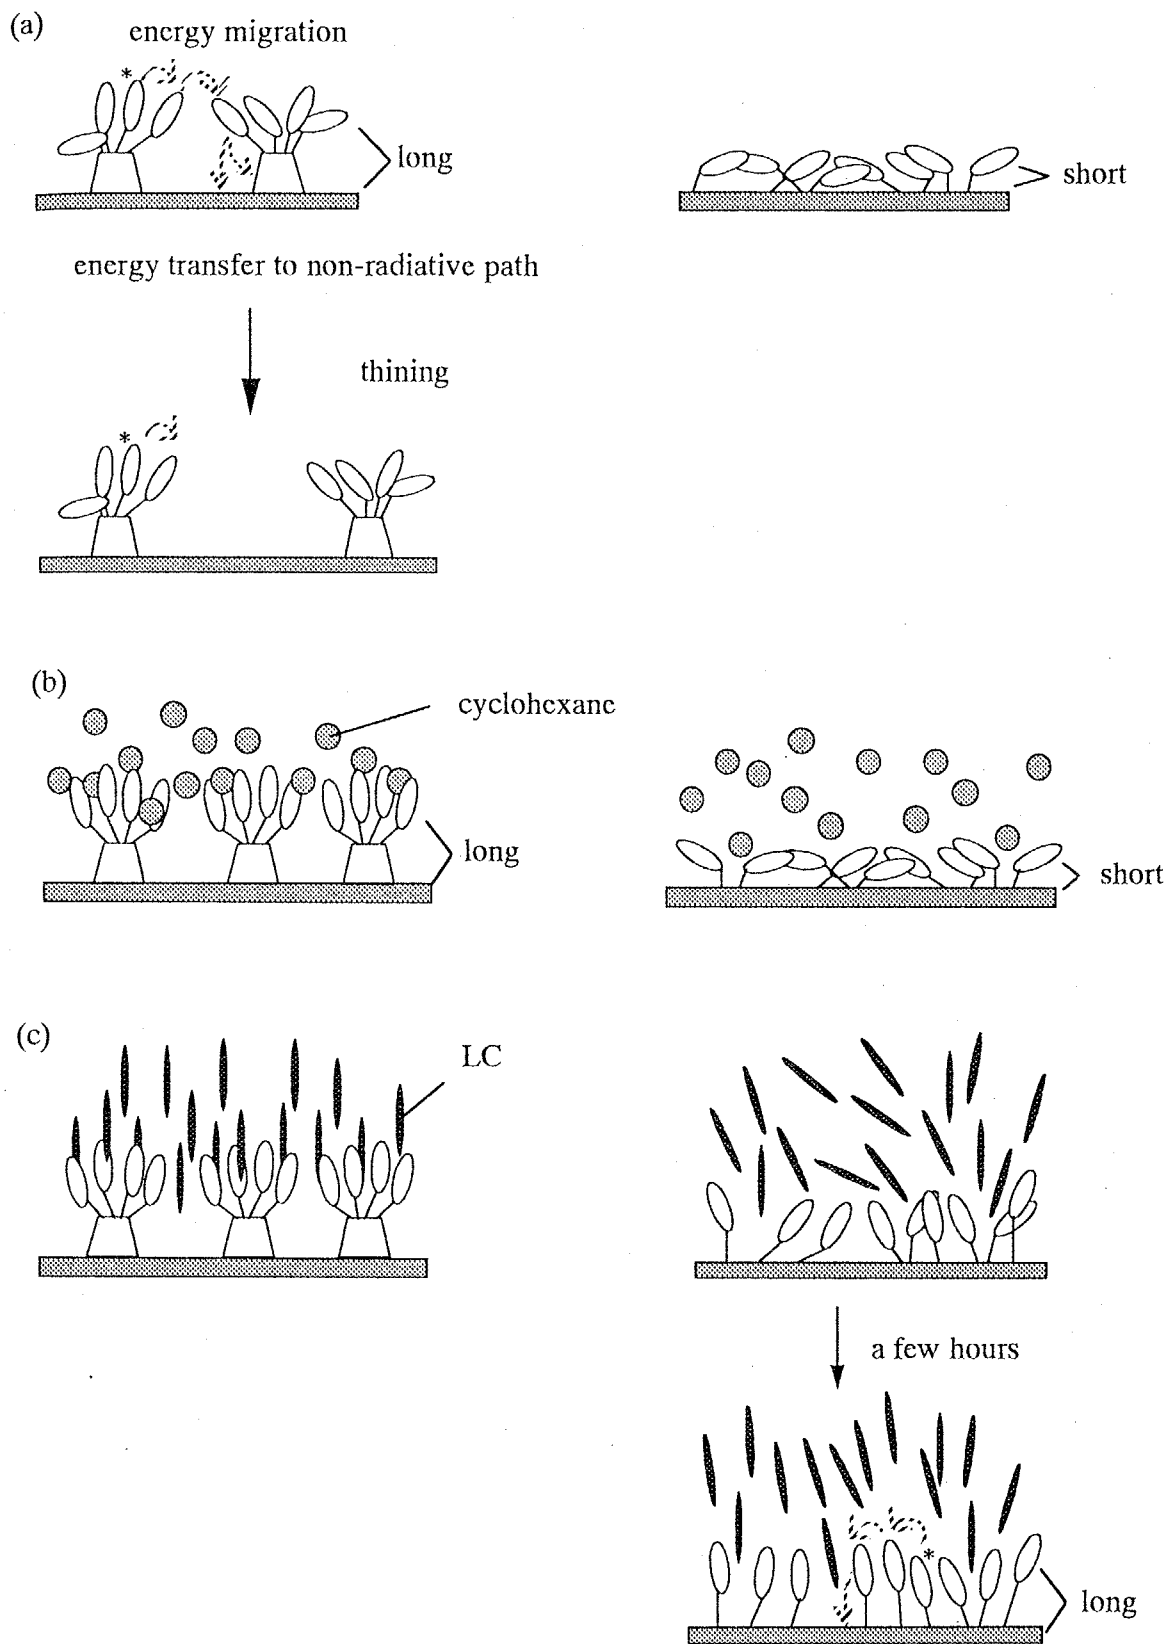 (a)
energy migration
*
long
short
energy transfer to non-radiative path
thining
*
(b)
cyclohexane
long
short
(c)
LC
a few hours
*
long